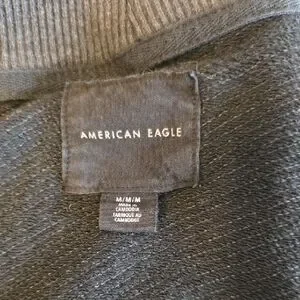 AMERICAN EAGLE
M/M/M
MADE IN
CAMBODIA
FABRIQUÉ AU
CAMBODGE